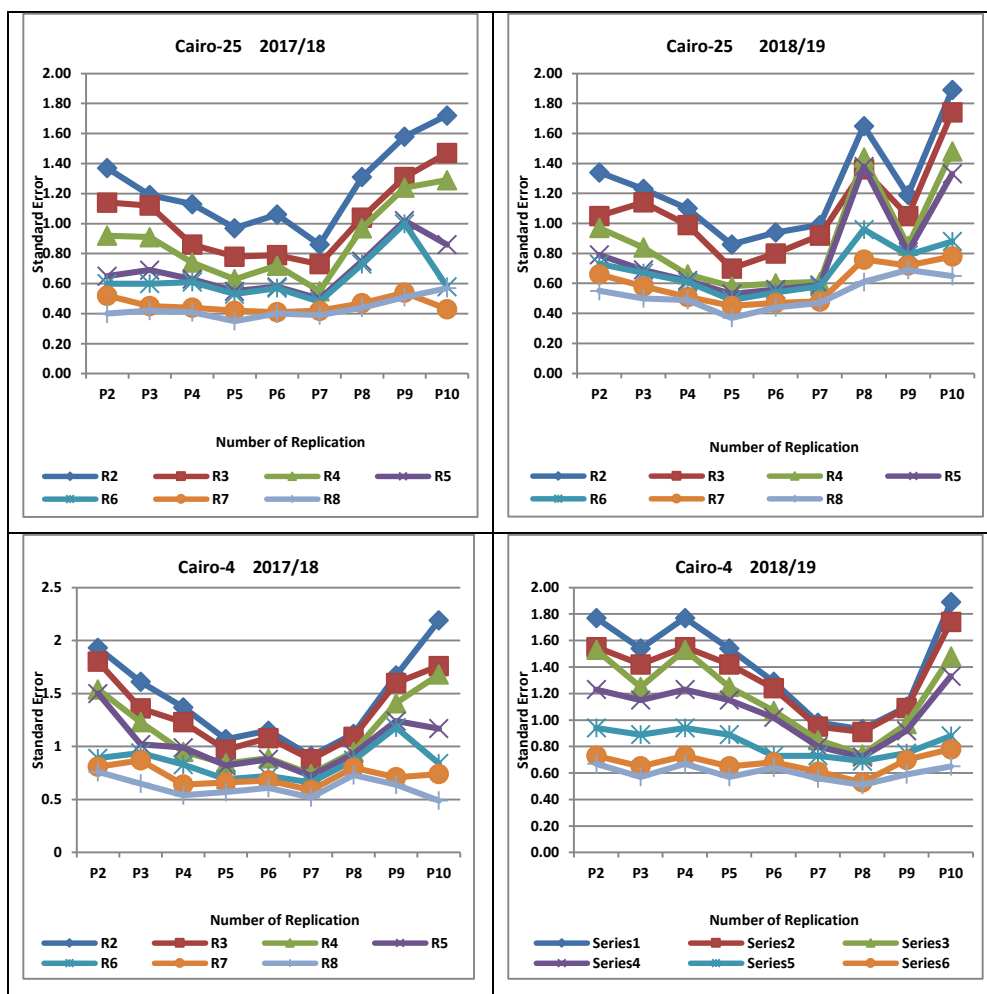 Cairo-25 2017/18
Standard Error
2.00
1.80
1.60
1.40
1.20
1.00
0.80
0.60
0.40
0.20
0.00
P2 P3 P4 P5 P6 P7 P8 P9 P10
Number of Replication
R2 R3 R4 R5
R6 R7 R8
Cairo-25 2018/19
Standard Error
2.00
1.80
1.60
1.40
1.20
1.00
0.80
0.60
0.40
0.20
0.00
P2 P3 P4 P5 P6 P7 P8 P9 P10
Number of Replication
R2 R3 R4 R5
R6 R7 R8
Cairo-4 2017/18
Standard Error
2.5
2
1.5
1
0.5
0
P2 P3 P4 P5 P6 P7 P8 P9 P10
Number of Replication
R2 R3 R4 R5
R6 R7 R8
Cairo-4 2018/19
Standard Error
2.00
1.80
1.60
1.40
1.20
1.00
0.80
0.60
0.40
0.20
0.00
P2 P3 P4 P5 P6 P7 P8 P9 P10
Number of Replication
Series1 Series2 Series3
Series4 Series5 Series6